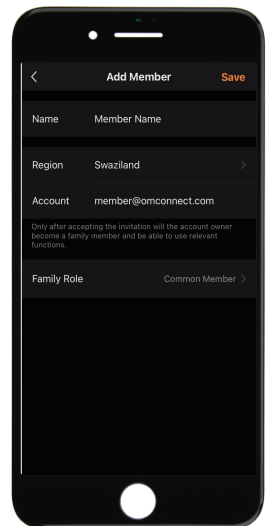 Add Member Save
Name Member Name
Region Swaziland
Account member@omconnect.com
Only after accepting the invitation will the account owner
become a family member and be able to use relevant
functions.
Family Role Common Member